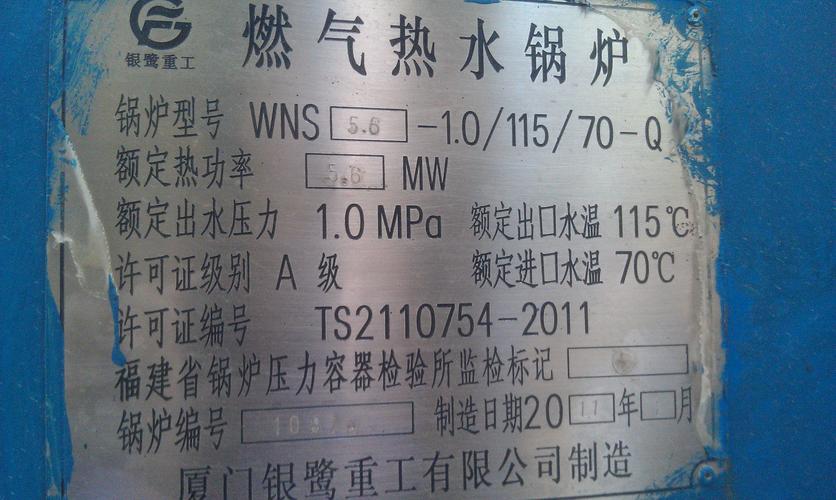 银鹭重工
燃气热水锅炉
锅炉型号 WNS 5.6 -1.0/115/70-Q
额定热功率 5.6 MW
额定出水压力 1.0 MPa 额定出口水温 115℃
许可证级别 A 级 额定进口水温 70℃
许可证编号 TS2110754-2011
福建省锅炉压力容器检验所监检标记
锅炉编号 制造日期20 11 年 月
厦门银鹭重工有限公司制造